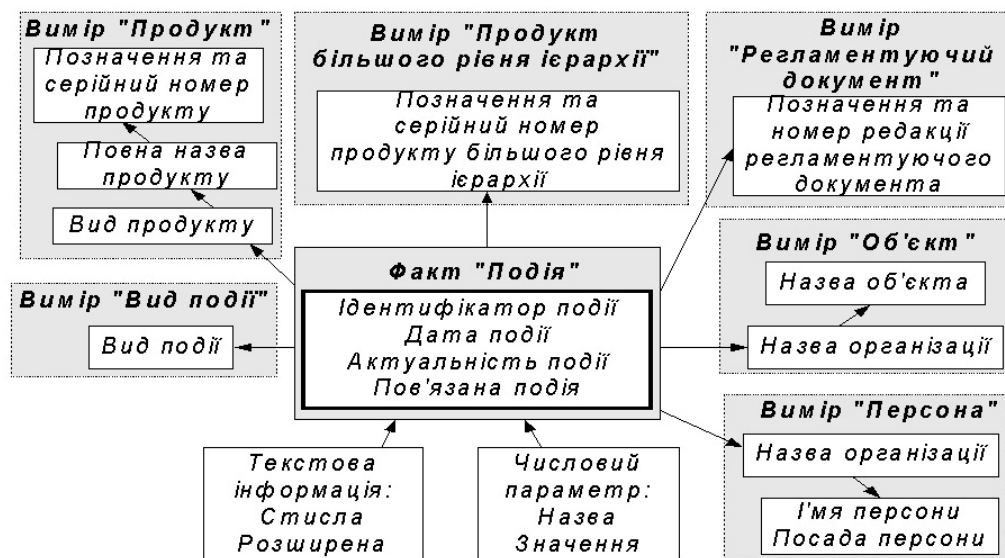 Вимір "Продукт"
Позначення та
серійний номер
продукту
Повна назва
продукту
Вид продукту
Вимір "Продукт
більшого рівня ієрархії"
Позначення та
серійний номер
продукту більшого рівня
ієрархії
Вимір
"Регламентуючий
документ"
Позначення та
номер редакції
регламентуючого
документа
Вимір "Вид події"
Вид події
Факт "Подія"
Ідентифікатор події
Дата події
Актуальність події
Пов'язана подія
Вимір "Об'єкт"
Назва об'єкта
Назва організації
Вимір "Персона"
Назва організації
І'мя персони
Посада персони
Текстова
інформація:
Стисла
Розширена
Числовий
параметр:
Назва
Значення